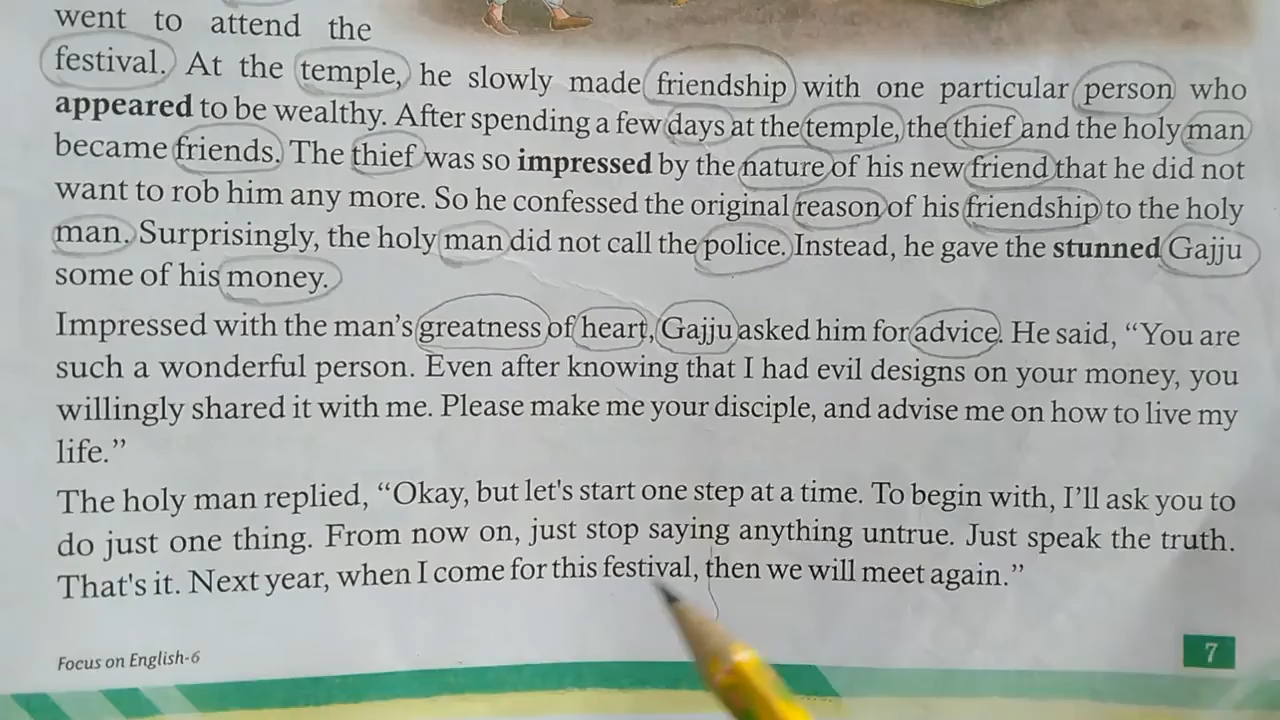 went to attend the
festival. At the temple, he slowly made friendship with one particular person who
appeared to be wealthy. After spending a few days at the temple, the thief and the holy man
became friends. The thief was so impressed by the nature of his new friend that he did not
want to rob him any more. So he confessed the original reason of his friendship to the holy
man. Surprisingly, the holy man did not call the police. Instead, he gave the stunned Gajju
some of his money.
Impressed with the man's greatness of heart, Gajju asked him for advice. He said, “You are
such a wonderful person. Even after knowing that I had evil designs on your money, you
willingly shared it with me. Please make me your disciple, and advise me on how to live my
life.”
The holy man replied, “Okay, but let's start one step at a time. To begin with, I’ll ask you to
do just one thing. From now on, just stop saying anything untrue. Just speak the truth.
That's it. Next year, when I come for this festival, then we will meet again.”
Focus on English-6
7